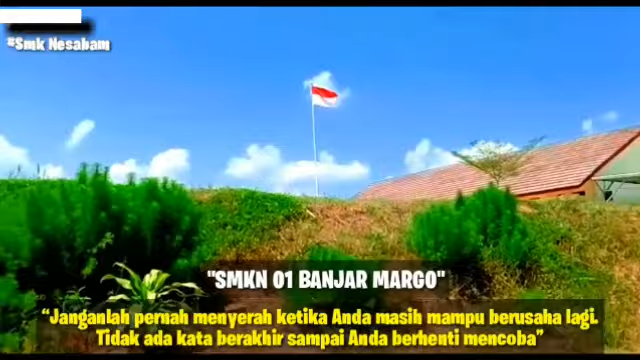 #Smk Nesabam
"SMKN 01 BANJAR MARGO"
“Janganlah pernah menyerah ketika Anda masih mampu berusaha lagi.
Tidak ada kata berakhir sampai Anda berhenti mencoba”